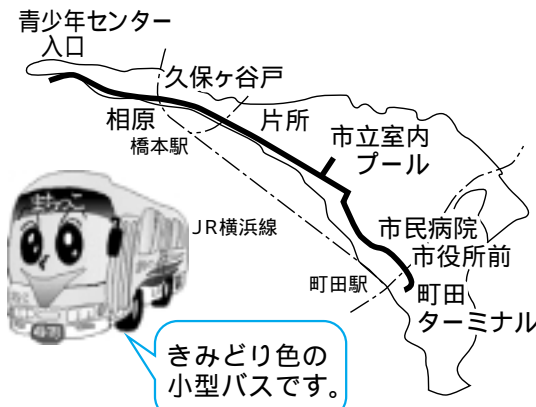 青少年センター
入口
久保ヶ谷戸
相原
片所
橋本駅
市立室内
プール
JR横浜線
市民病院
市役所前
町田駅
町田
ターミナル
きみどり色の
小型バスです。